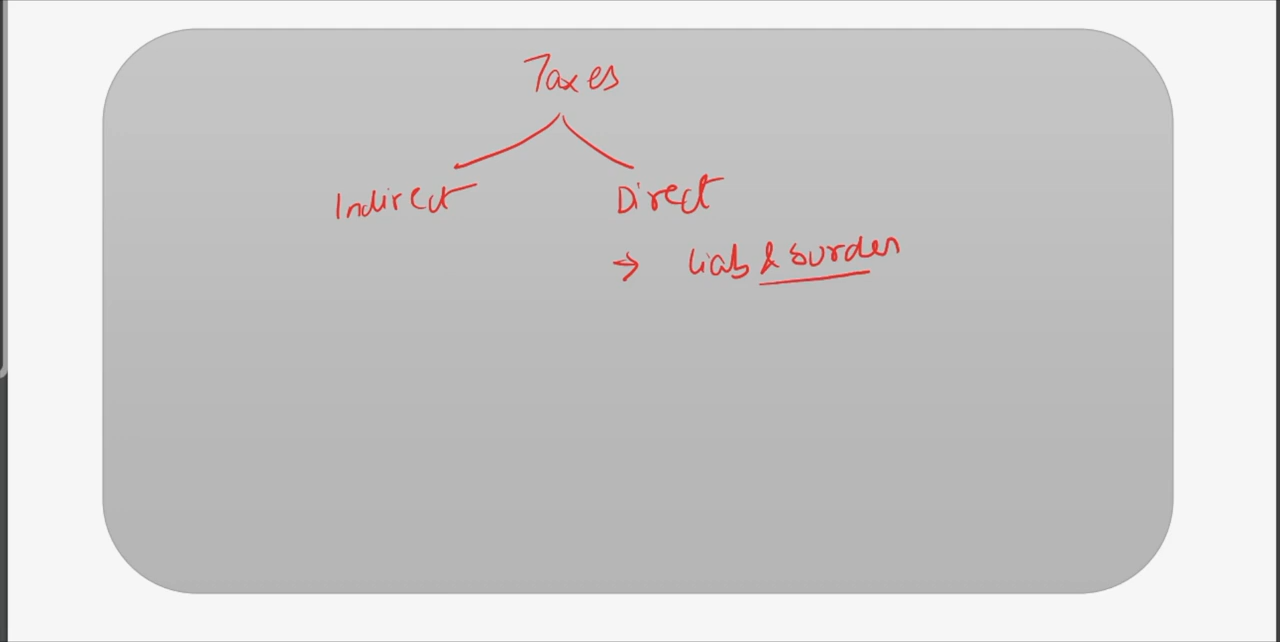 Taxes
Indirect Direct
→ liab & burden